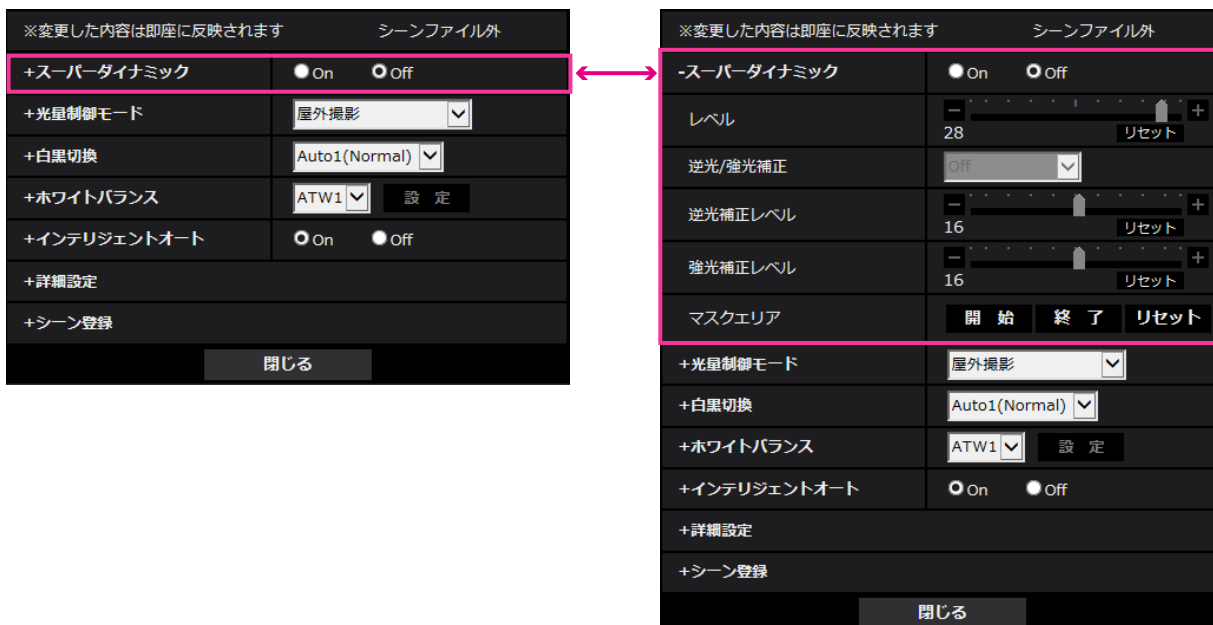 ※変更した内容は即座に反映されます シーンファイル外
+スーパーダイナミック On Off
+光量制御モード 屋外撮影
+白黒切換 Auto1(Normal)
+ホワイトバランス ATW1 設 定
+インテリジェントオート On Off
+詳細設定
+シーン登録
閉じる
※変更した内容は即座に反映されます シーンファイル外
-スーパーダイナミック On Off
レベル − +
28 リセット
逆光/強光補正 Off
逆光補正レベル − +
16 リセット
強光補正レベル − +
16 リセット
マスクエリア 開 始 終 了 リセット
+光量制御モード 屋外撮影
+白黒切換 Auto1(Normal)
+ホワイトバランス ATW1 設 定
+インテリジェントオート On Off
+詳細設定
+シーン登録
閉じる